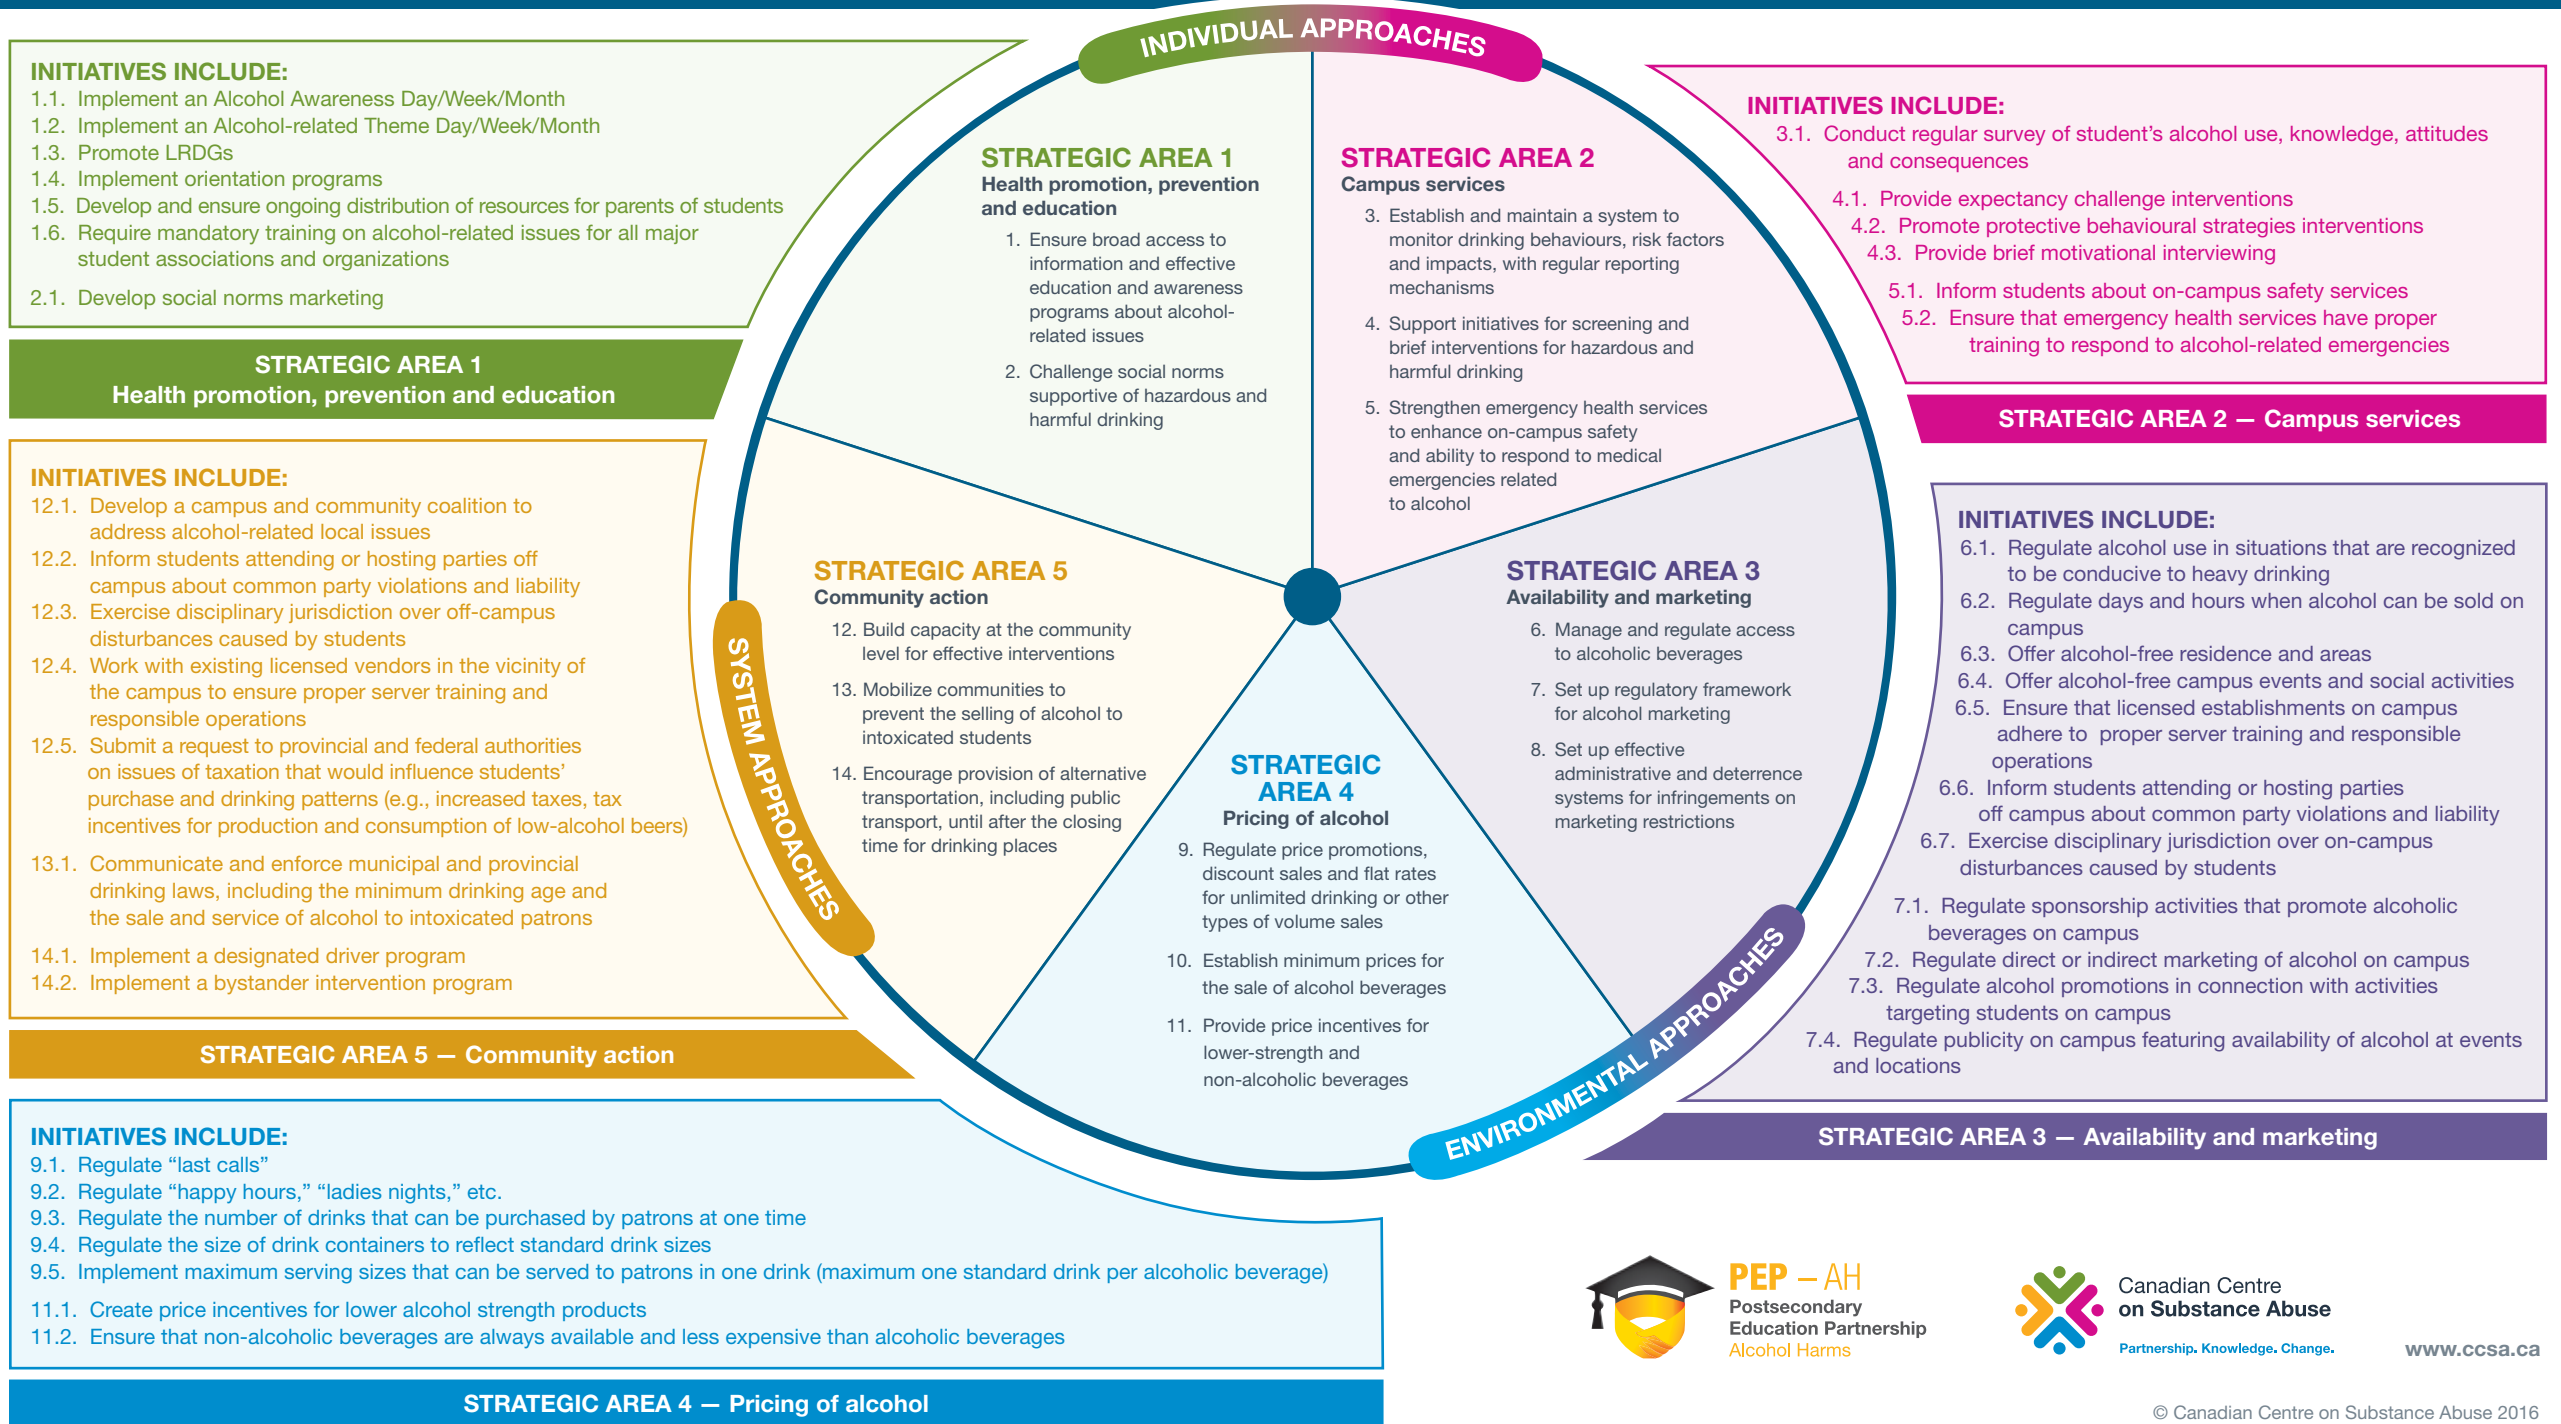 INDIVIDUAL APPROACHES
INITIATIVES INCLUDE:
1.1. Implement an Alcohol Awareness Day/Week/Month
1.2. Implement an Alcohol-related Theme Day/Week/Month
1.3. Promote LRDGs
1.4. Implement orientation programs
1.5. Develop and ensure ongoing distribution of resources for parents of students
1.6. Require mandatory training on alcohol-related issues for all major
student associations and organizations
2.1. Develop social norms marketing
STRATEGIC AREA 1
Health promotion, prevention and education
STRATEGIC AREA 1
Health promotion, prevention
and education
1. Ensure broad access to
information and effective
education and awareness
programs about alcohol-
related issues
2. Challenge social norms
supportive of hazardous and
harmful drinking
STRATEGIC AREA 2
Campus services
3. Establish and maintain a system to
monitor drinking behaviours, risk factors
and impacts, with regular reporting
mechanisms
4. Support initiatives for screening and
brief interventions for hazardous and
harmful drinking
5. Strengthen emergency health services
to enhance on-campus safety
and ability to respond to medical
emergencies related
to alcohol
INITIATIVES INCLUDE:
3.1. Conduct regular survey of student's alcohol use, knowledge, attitudes
and consequences
4.1. Provide expectancy challenge interventions
4.2. Promote protective behavioural strategies interventions
4.3. Provide brief motivational interviewing
5.1. Inform students about on-campus safety services
5.2. Ensure that emergency health services have proper
training to respond to alcohol-related emergencies
STRATEGIC AREA 2 — Campus services
INITIATIVES INCLUDE:
12.1. Develop a campus and community coalition to
address alcohol-related local issues
12.2. Inform students attending or hosting parties off
campus about common party violations and liability
12.3. Exercise disciplinary jurisdiction over off-campus
disturbances caused by students
12.4. Work with existing licensed vendors in the vicinity of
the campus to ensure proper server training and
responsible operations
12.5. Submit a request to provincial and federal authorities
on issues of taxation that would influence students'
purchase and drinking patterns (e.g., increased taxes, tax
incentives for production and consumption of low-alcohol beers)
13.1. Communicate and enforce municipal and provincial
drinking laws, including the minimum drinking age and
the sale and service of alcohol to intoxicated patrons
14.1. Implement a designated driver program
14.2. Implement a bystander intervention program
STRATEGIC AREA 5 — Community action
SYSTEM APPROACHES
STRATEGIC AREA 5
Community action
12. Build capacity at the community
level for effective interventions
13. Mobilize communities to
prevent the selling of alcohol to
intoxicated students
14. Encourage provision of alternative
transportation, including public
transport, until after the closing
time for drinking places
STRATEGIC
AREA 4
Pricing of alcohol
9. Regulate price promotions,
discount sales and flat rates
for unlimited drinking or other
types of volume sales
10. Establish minimum prices for
the sale of alcohol beverages
11. Provide price incentives for
lower-strength and
non-alcoholic beverages
STRATEGIC AREA 3
Availability and marketing
6. Manage and regulate access
to alcoholic beverages
7. Set up regulatory framework
for alcohol marketing
8. Set up effective
administrative and deterrence
systems for infringements on
marketing restrictions
ENVIRONMENTAL APPROACHES
INITIATIVES INCLUDE:
6.1. Regulate alcohol use in situations that are recognized
to be conducive to heavy drinking
6.2. Regulate days and hours when alcohol can be sold on
campus
6.3. Offer alcohol-free residence and areas
6.4. Offer alcohol-free campus events and social activities
6.5. Ensure that licensed establishments on campus
adhere to proper server training and responsible
operations
6.6. Inform students attending or hosting parties
off campus about common party violations and liability
6.7. Exercise disciplinary jurisdiction over on-campus
disturbances caused by students
7.1. Regulate sponsorship activities that promote alcoholic
beverages on campus
7.2. Regulate direct or indirect marketing of alcohol on campus
7.3. Regulate alcohol promotions in connection with activities
targeting students on campus
7.4. Regulate publicity on campus featuring availability of alcohol at events
and locations
STRATEGIC AREA 3 — Availability and marketing
INITIATIVES INCLUDE:
9.1. Regulate “last calls”
9.2. Regulate “happy hours,” “ladies nights,” etc.
9.3. Regulate the number of drinks that can be purchased by patrons at one time
9.4. Regulate the size of drink containers to reflect standard drink sizes
9.5. Implement maximum serving sizes that can be served to patrons in one drink (maximum one standard drink per alcoholic beverage)
11.1. Create price incentives for lower alcohol strength products
11.2. Ensure that non-alcoholic beverages are always available and less expensive than alcoholic beverages
STRATEGIC AREA 4 — Pricing of alcohol
PEP – AH
Postsecondary
Education Partnership
Alcohol Harms
Canadian Centre
on Substance Abuse
Partnership. Knowledge. Change.
www.ccsa.ca
© Canadian Centre on Substance Abuse 2016